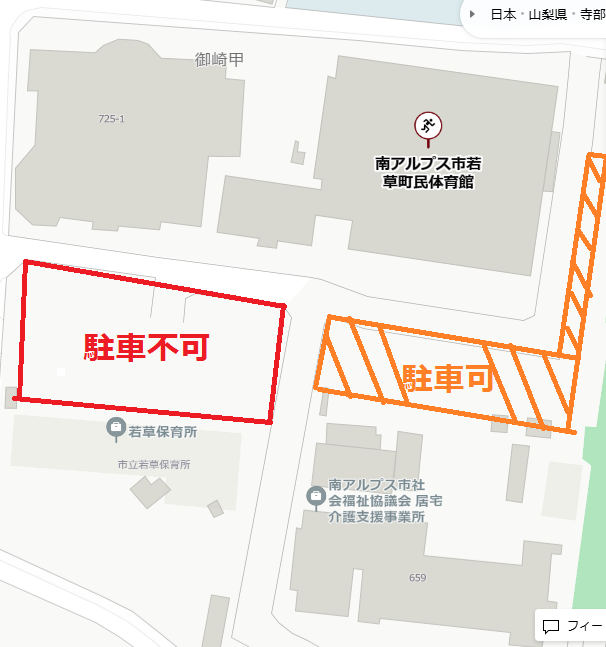 日本・山梨県・寺部
御崎甲
725-1
南アルプス市若
草町民体育館
駐車不可
駐車可
若草保育所
市立若草保育所
南アルプス市社
会福祉協議会 居宅
介護支援事業所
659
フィー